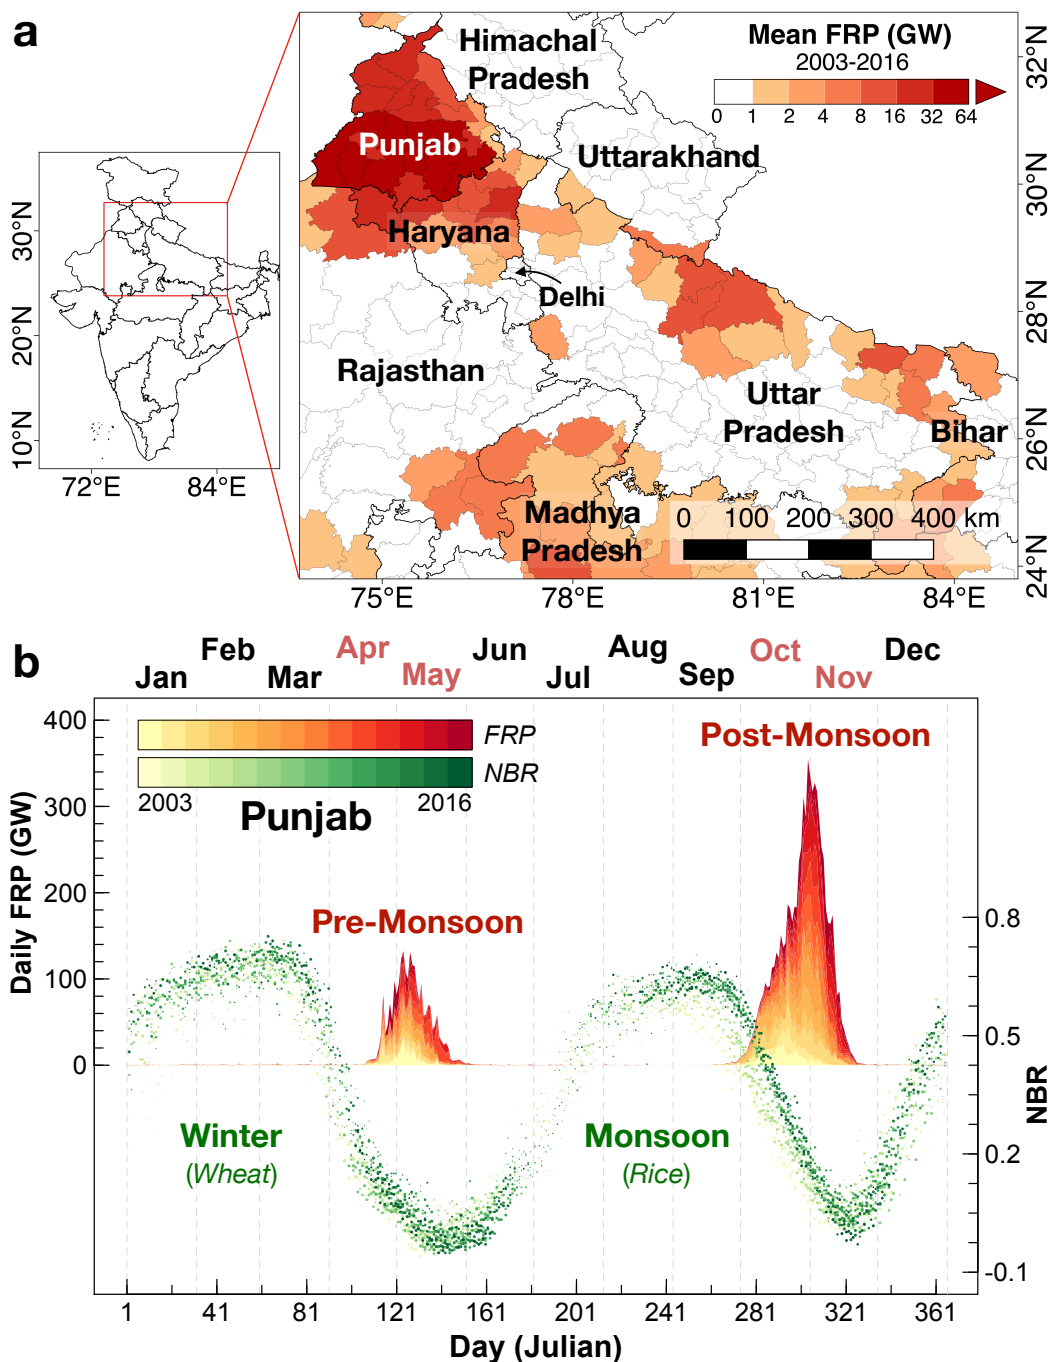 a
Himachal
Pradesh
Mean FRP (GW)
2003-2016
0 1 2 4 8 16 32 64
Punjab
Uttarakhand
Haryana
Delhi
Rajasthan
Uttar
Pradesh
Bihar
Madhya
Pradesh
0 100 200 300 400 km
32°N
30°N
28°N
26°N
24°N
75°E 78°E 81°E 84°E
30°N
20°N
10°N
72°E 84°E
b
Jan Feb Mar Apr May Jun Jul Aug Sep Oct Nov Dec
FRP
NBR
2003 2016
Punjab
Post-Monsoon
Pre-Monsoon
Winter
(Wheat)
Monsoon
(Rice)
Daily FRP (GW)
400
300
200
100
0
NBR
0.8
0.5
0.2
-0.1
1 41 81 121 161 201 241 281 321 361
Day (Julian)